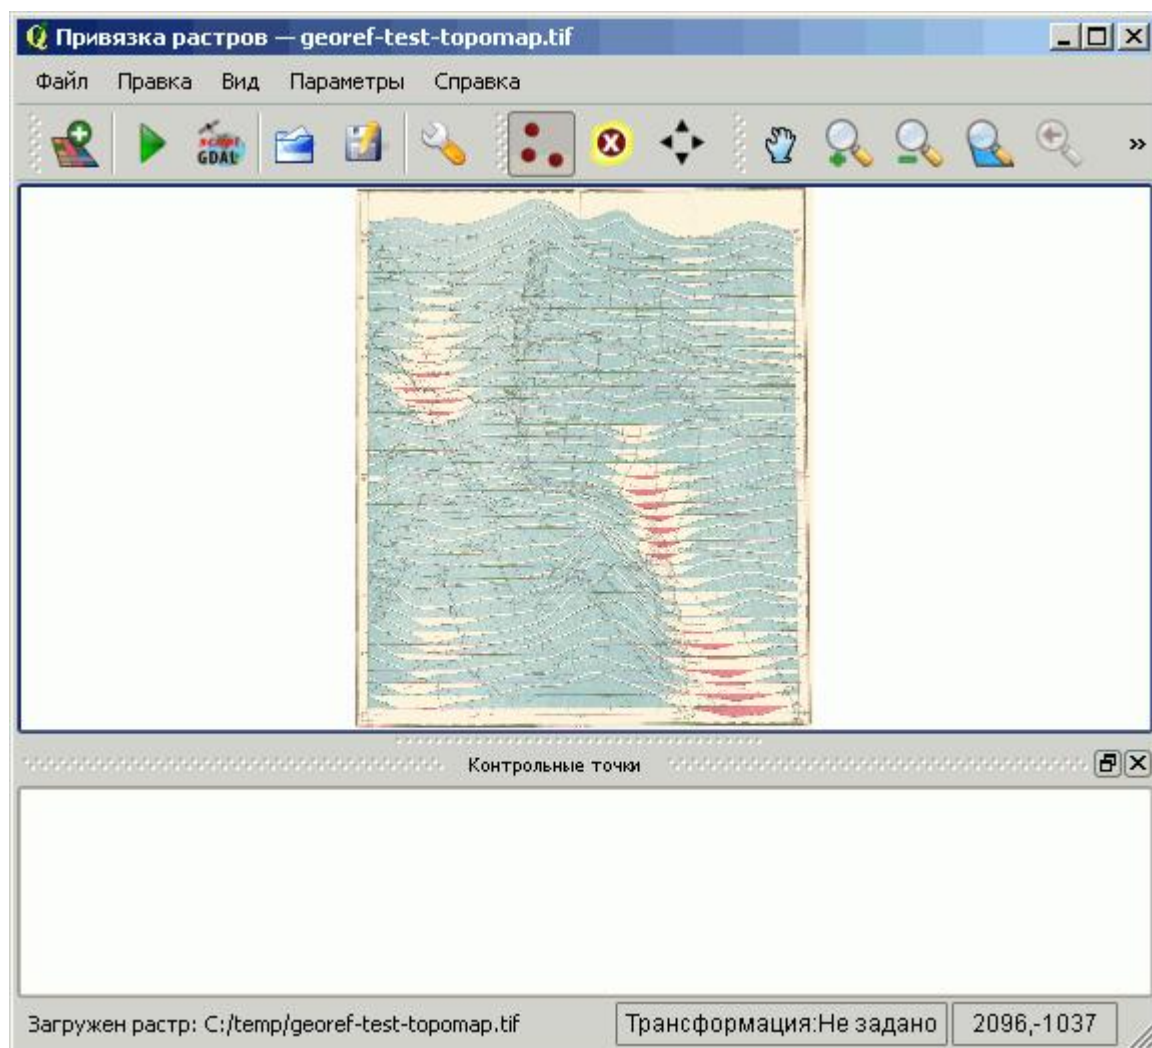 Привязка растров — georef-test-topomap.tif
Файл Правка Вид Параметры Справка
script
GDAL
»
Контрольные точки
Загружен растр: C:/temp/georef-test-topomap.tif Трансформация:Не задано 2096,-1037